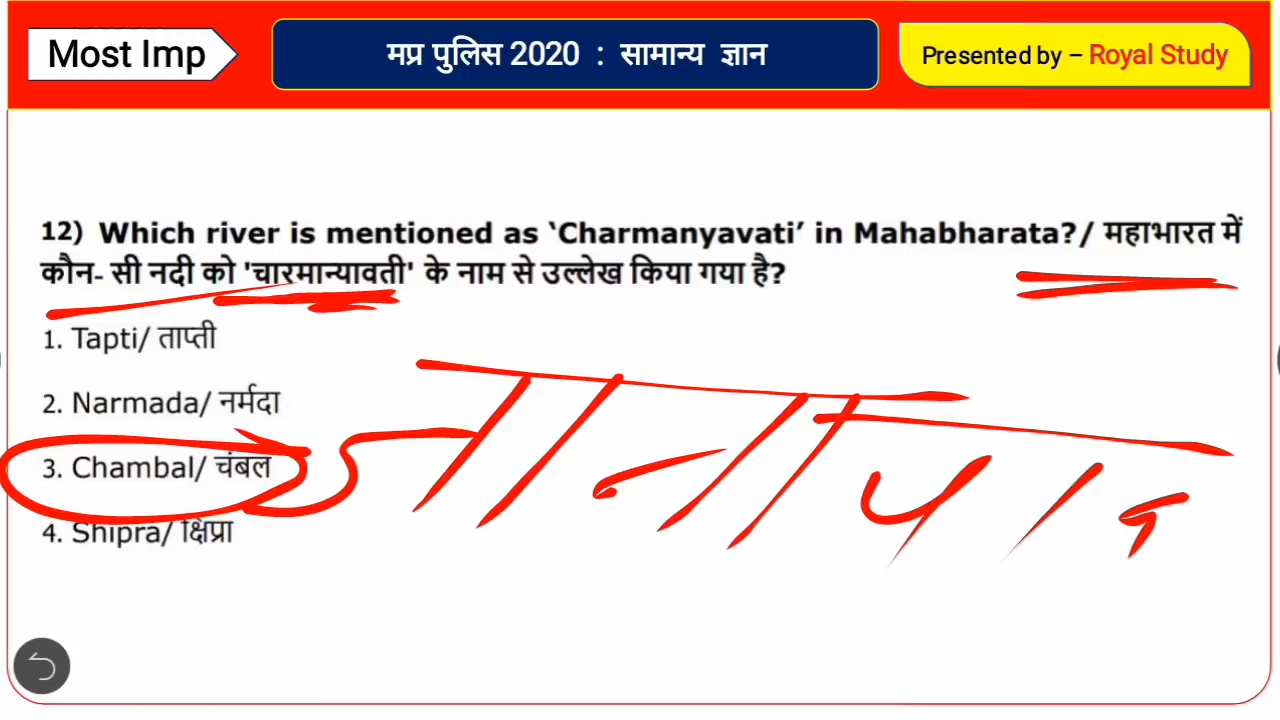 Most Imp
मप्र पुलिस 2020 : सामान्य ज्ञान
Presented by – Royal Study
12) Which river is mentioned as ‘Charmanyavati’ in Mahabharata?/ महाभारत में
कौन- सी नदी को 'चारमान्यावती' के नाम से उल्लेख किया गया है?
1. Tapti/ ताप्ती
2. Narmada/ नर्मदा
3. Chambal/ चंबल
4. Shipra/ क्षिप्रा